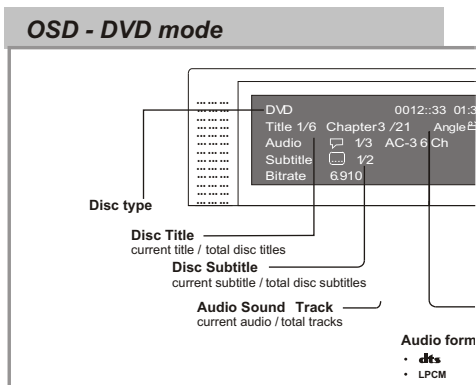 OSD - DVD mode
DVD 0012::33 01:3
Title 1/6 Chapter3 /21 Angle
Audio 1/3 AC-3 6 Ch
Subtitle 1/2
Bitrate 6.910
Disc type
Disc Title
current title / total disc titles
Disc Subtitle
current subtitle / total disc subtitles
Audio Sound Track
current audio / total tracks
Audio form
• dts
• LPCM